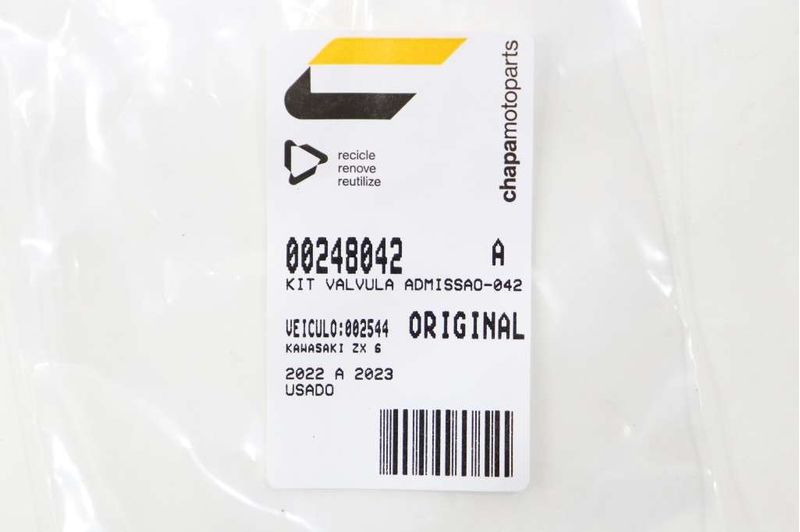 chapamotoparts
recicle
renove
reutilize
00248042 A
KIT VALVULA ADMISSAO-042
VEICULO:002544 ORIGINAL
KAWASAKI ZX 6
2022 A 2023
USADO